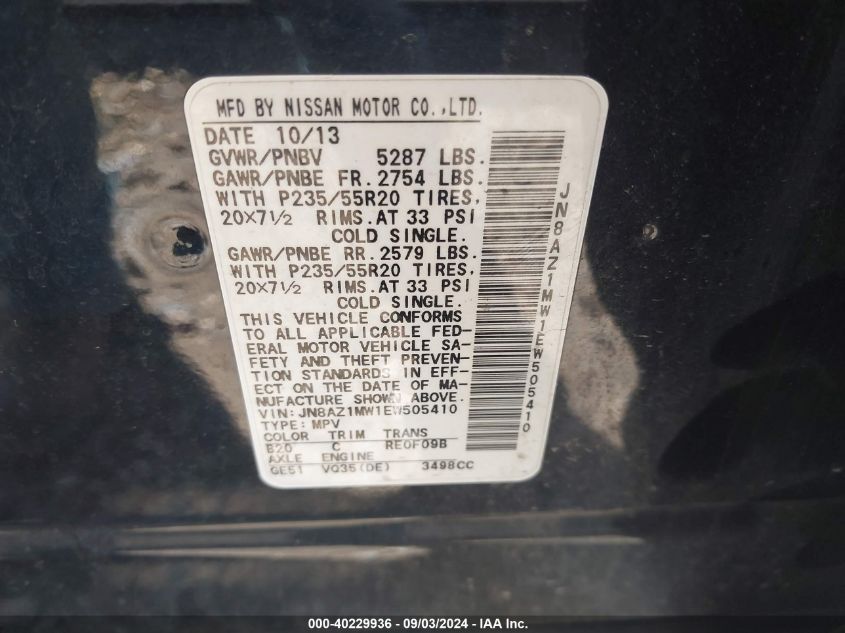 MFD BY NISSAN MOTOR CO.,LTD.
DATE 10/13
GVWR/PNBV 5287 LBS.
GAWR/PNBE FR. 2754 LBS.
WITH P235/55R20 TIRES,
20×7½ RIMS. AT 33 PSI
COLD SINGLE.
GAWR/PNBE RR. 2579 LBS.
WITH P235/55R20 TIRES,
20×7½ RIMS. AT 33 PSI
COLD SINGLE.
THIS VEHICLE CONFORMS
TO ALL APPLICABLE FED-
ERAL MOTOR VEHICLE SA-
FETY AND THEFT PREVEN-
TION STANDARDS IN EFF-
ECT ON THE DATE OF MA-
NUFACTURE SHOWN ABOVE.
VIN: JN8AZ1MW1EW505410
TYPE: MPV
COLOR TRIM TRANS
B20 C RE0F09B
AXLE ENGINE
GE51 VQ35(DE) 3498CC
JN8AZ1MW1EW505410
000-40229936 - 09/03/2024 - IAA Inc.